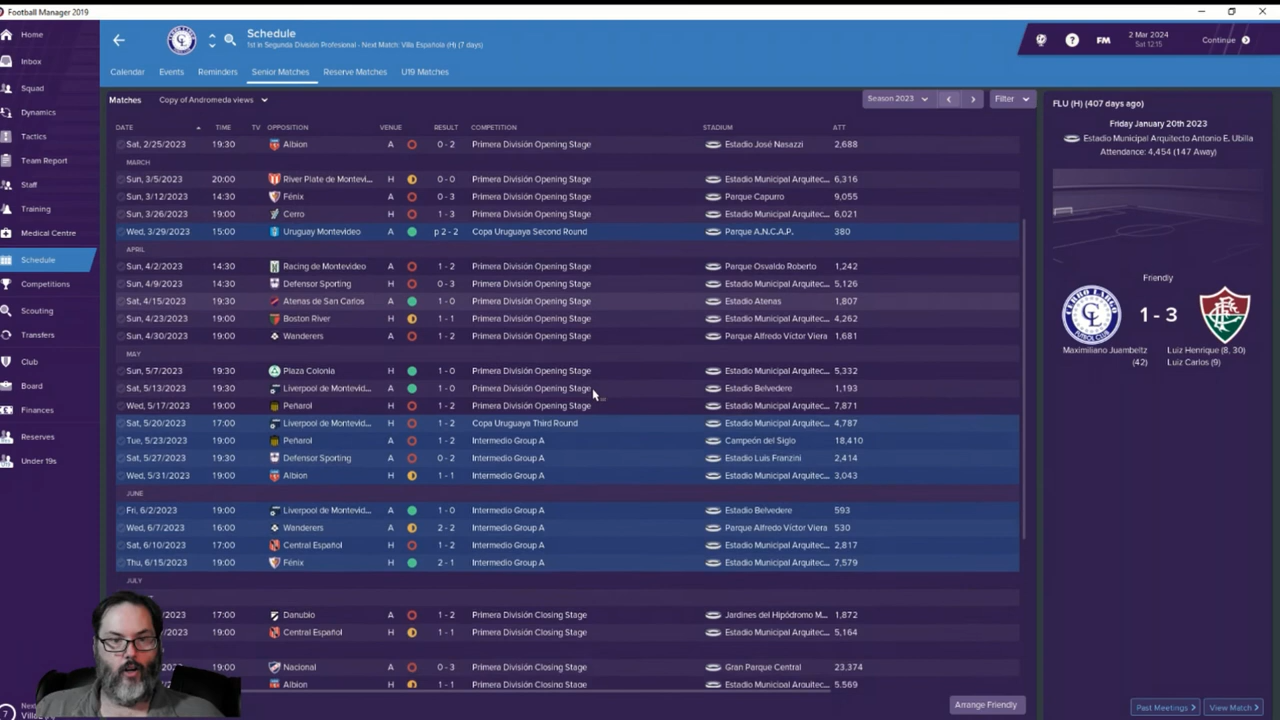 Football Manager 2019
Schedule
1st in Segunda División Profesional - Next Match: Villa Española (H) (7 days)
2 Mar 2024
Sat 12:15
Continue
FM
Home
Inbox
Squad
Dynamics
Tactics
Team Report
Staff
Training
Medical Centre
Schedule
Competitions
Scouting
Transfers
Club
Board
Finances
Reserves
Under 19s
Calendar Events Reminders Senior Matches Reserve Matches U19 Matches
Matches Copy of Andromeda views Season 2023 Filter
DATE TIME TV OPPOSITION VENUE RESULT COMPETITION STADIUM ATT
Sat, 2/25/2023 19:30 Albion A 0 - 2 Primera División Opening Stage Estadio José Nasazzi 2,688
MARCH
Sun, 3/5/2023 20:00 River Plate de Montevi... H 0 - 0 Primera División Opening Stage Estadio Municipal Arquitec... 6,316
Sun, 3/12/2023 14:30 Fénix A 0 - 3 Primera División Opening Stage Parque Capurro 9,055
Sun, 3/26/2023 19:00 Cerro H 1 - 3 Primera División Opening Stage Estadio Municipal Arquitec... 6,021
Wed, 3/29/2023 15:00 Uruguay Montevideo A p 2 - 2 Copa Uruguaya Second Round Parque A.N.C.A.P. 380
APRIL
Sun, 4/2/2023 14:30 Racing de Montevideo A 1 - 2 Primera División Opening Stage Parque Osvaldo Roberto 1,242
Sun, 4/9/2023 14:30 Defensor Sporting H 0 - 3 Primera División Opening Stage Estadio Municipal Arquitec... 5,126
Sat, 4/15/2023 19:30 Atenas de San Carlos A 1 - 0 Primera División Opening Stage Estadio Atenas 1,807
Sun, 4/23/2023 19:00 Boston River H 1 - 1 Primera División Opening Stage Estadio Municipal Arquitec... 4,262
Sun, 4/30/2023 19:00 Wanderers A 1 - 2 Primera División Opening Stage Parque Alfredo Víctor Viera 1,681
MAY
Sun, 5/7/2023 19:30 Plaza Colonia H 1 - 0 Primera División Opening Stage Estadio Municipal Arquitec... 5,332
Sat, 5/13/2023 19:30 Liverpool de Montevid... A 1 - 0 Primera División Opening Stage Estadio Belvedere 1,193
Wed, 5/17/2023 19:00 Peñarol H 1 - 2 Primera División Opening Stage Estadio Municipal Arquitec... 7,871
Sat, 5/20/2023 17:00 Liverpool de Montevid... H 1 - 2 Copa Uruguaya Third Round Estadio Municipal Arquitec... 4,787
Tue, 5/23/2023 19:00 Peñarol A 1 - 2 Intermedio Group A Campeón del Siglo 18,410
Sat, 5/27/2023 19:30 Defensor Sporting A 0 - 2 Intermedio Group A Estadio Luis Franzini 2,414
Wed, 5/31/2023 19:00 Albion H 1 - 1 Intermedio Group A Estadio Municipal Arquitec... 3,043
JUNE
Fri, 6/2/2023 19:00 Liverpool de Montevid... A 1 - 0 Intermedio Group A Estadio Belvedere 593
Wed, 6/7/2023 16:00 Wanderers A 2 - 2 Intermedio Group A Parque Alfredo Víctor Viera 530
Sat, 6/10/2023 17:00 Central Español H 1 - 2 Intermedio Group A Estadio Municipal Arquitec... 2,817
Thu, 6/15/2023 19:00 Fénix H 2 - 1 Intermedio Group A Estadio Municipal Arquitec... 7,579
JULY
/2023 17:00 Danubio A 1 - 2 Primera División Closing Stage Jardines del Hipódromo M... 1,872
/2023 19:00 Central Español H 1 - 1 Primera División Closing Stage Estadio Municipal Arquitec... 5,164
/2023 19:00 Nacional A 0 - 3 Primera División Closing Stage Gran Parque Central 23,374
19:00 Albion H 1 - 1 Primera División Closing Stage Estadio Municipal Arquitec... 5,569
Arrange Friendly
FLU (H) (407 days ago)
Friday January 20th 2023
Estadio Municipal Arquitecto Antonio E. Ubilla
Attendance: 4,454 (147 Away)
Friendly
CERRO LARGO
CL
FUTBOL CLUB
1 - 3
Maximiliano Juambeltz
(42)
Luiz Henrique (8, 30)
Luiz Carlos (9)
Past Meetings
View Match